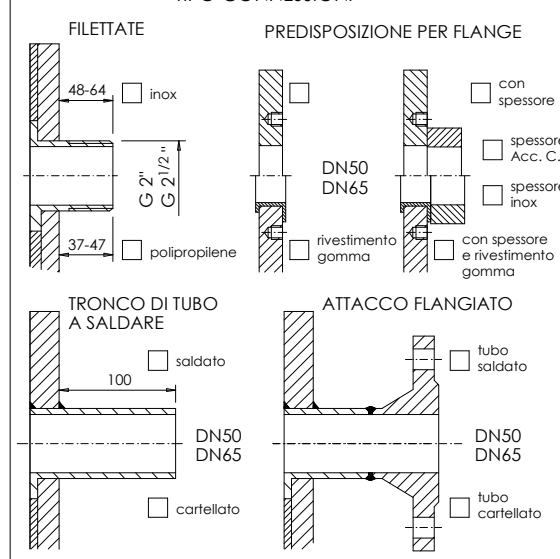 FILETTATE
48-64
inox
G 2"
G 2 1/2"
37-47
polipropilene
PREDISPOSIZIONE PER FLANGE
con
spessore
DN50
DN65
spessore
Acc. C.
spessore
inox
rivestimento
gomma
con spessore
e rivestimento
gomma
TRONCO DI TUBO
A SALDARE
saldato
100
DN50
DN65
cartellato
ATTACCO FLANGIATO
tubo
saldato
DN50
DN65
tubo
cartellato